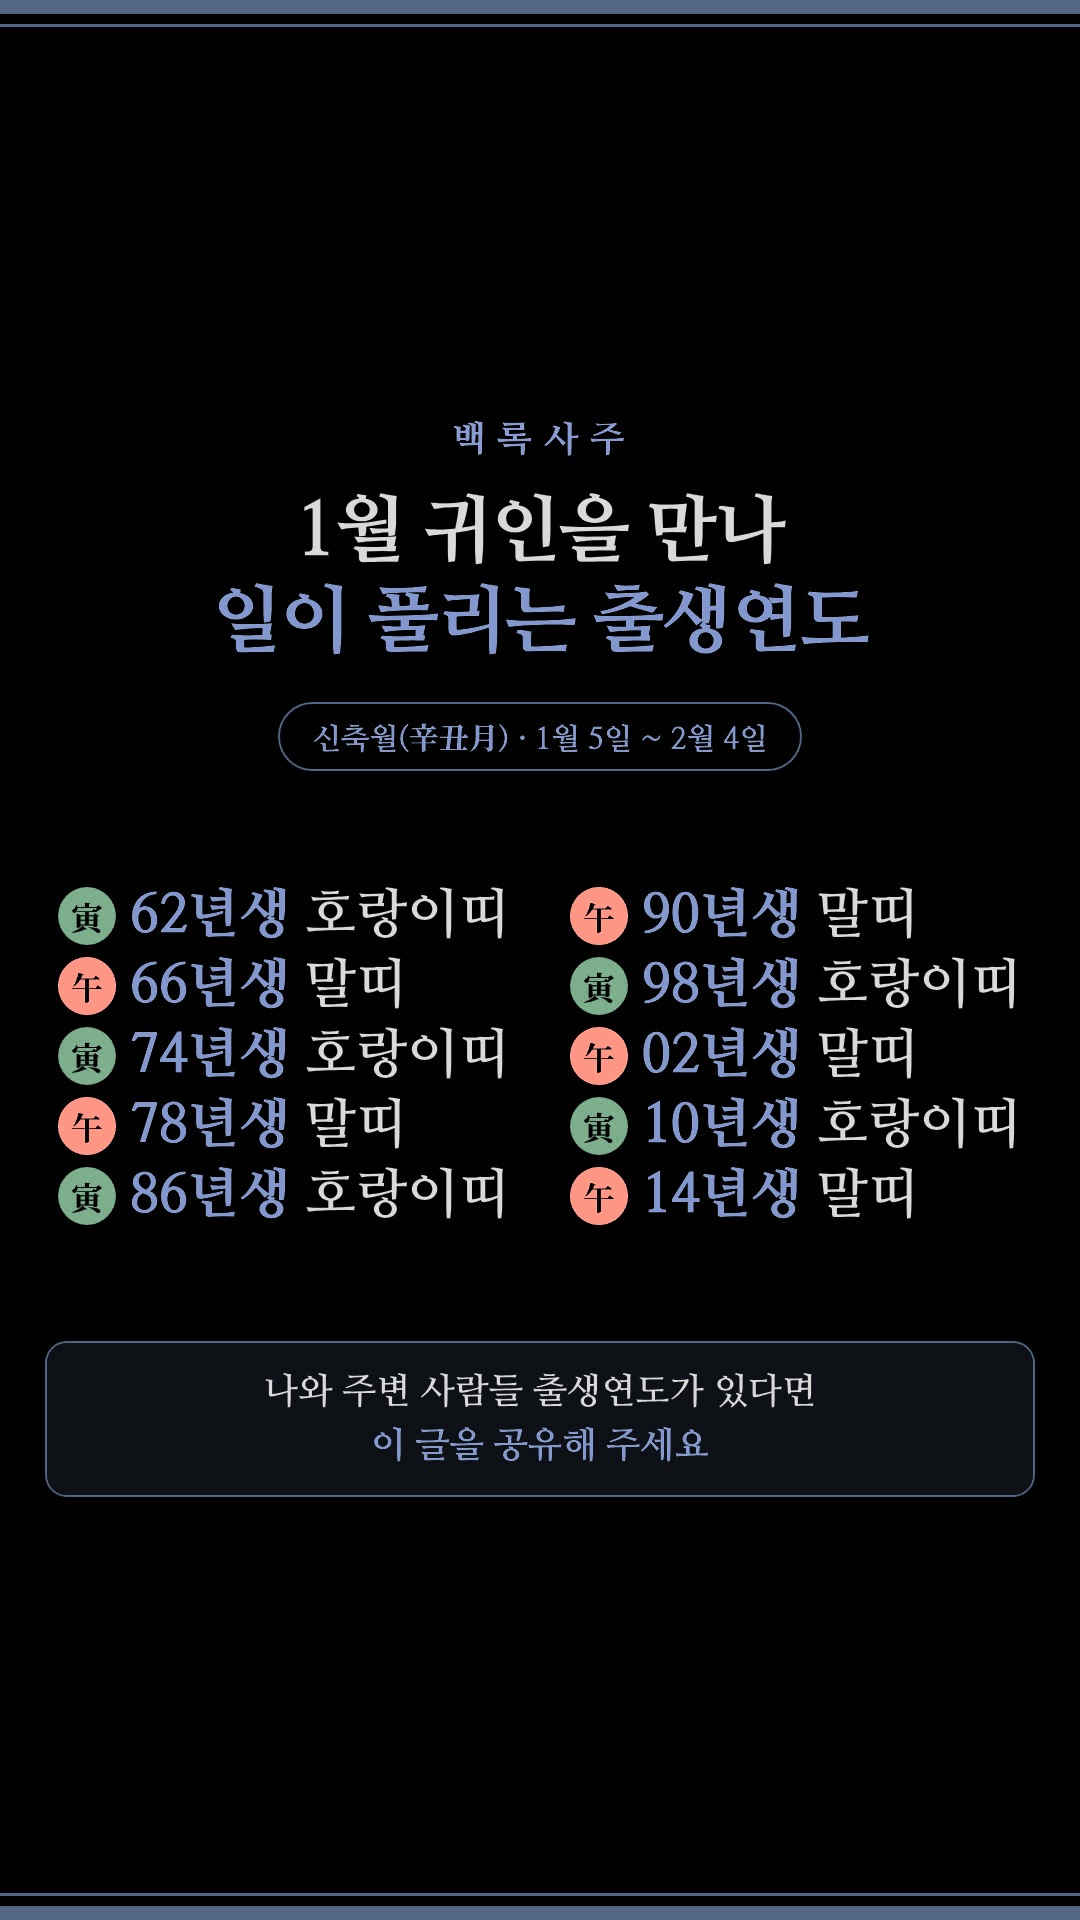 백록사주
1월 귀인을 만나
일이 풀리는 출생연도
신축월(辛丑月) · 1월 5일 ~ 2월 4일
寅 62년생 호랑이띠
午 66년생 말띠
寅 74년생 호랑이띠
午 78년생 말띠
寅 86년생 호랑이띠
午 90년생 말띠
寅 98년생 호랑이띠
午 02년생 말띠
寅 10년생 호랑이띠
午 14년생 말띠
나와 주변 사람들 출생연도가 있다면
이 글을 공유해 주세요